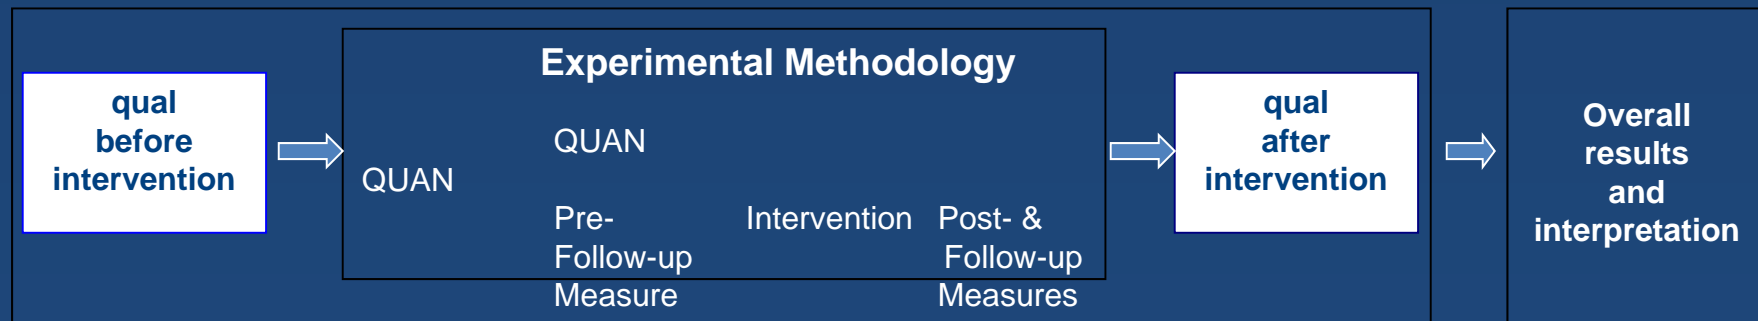 qual
before
intervention
Experimental Methodology
QUAN
QUAN
Pre- Intervention Post- &
Follow-up Follow-up
Measure Measures
qual
after
intervention
Overall
results
and
interpretation